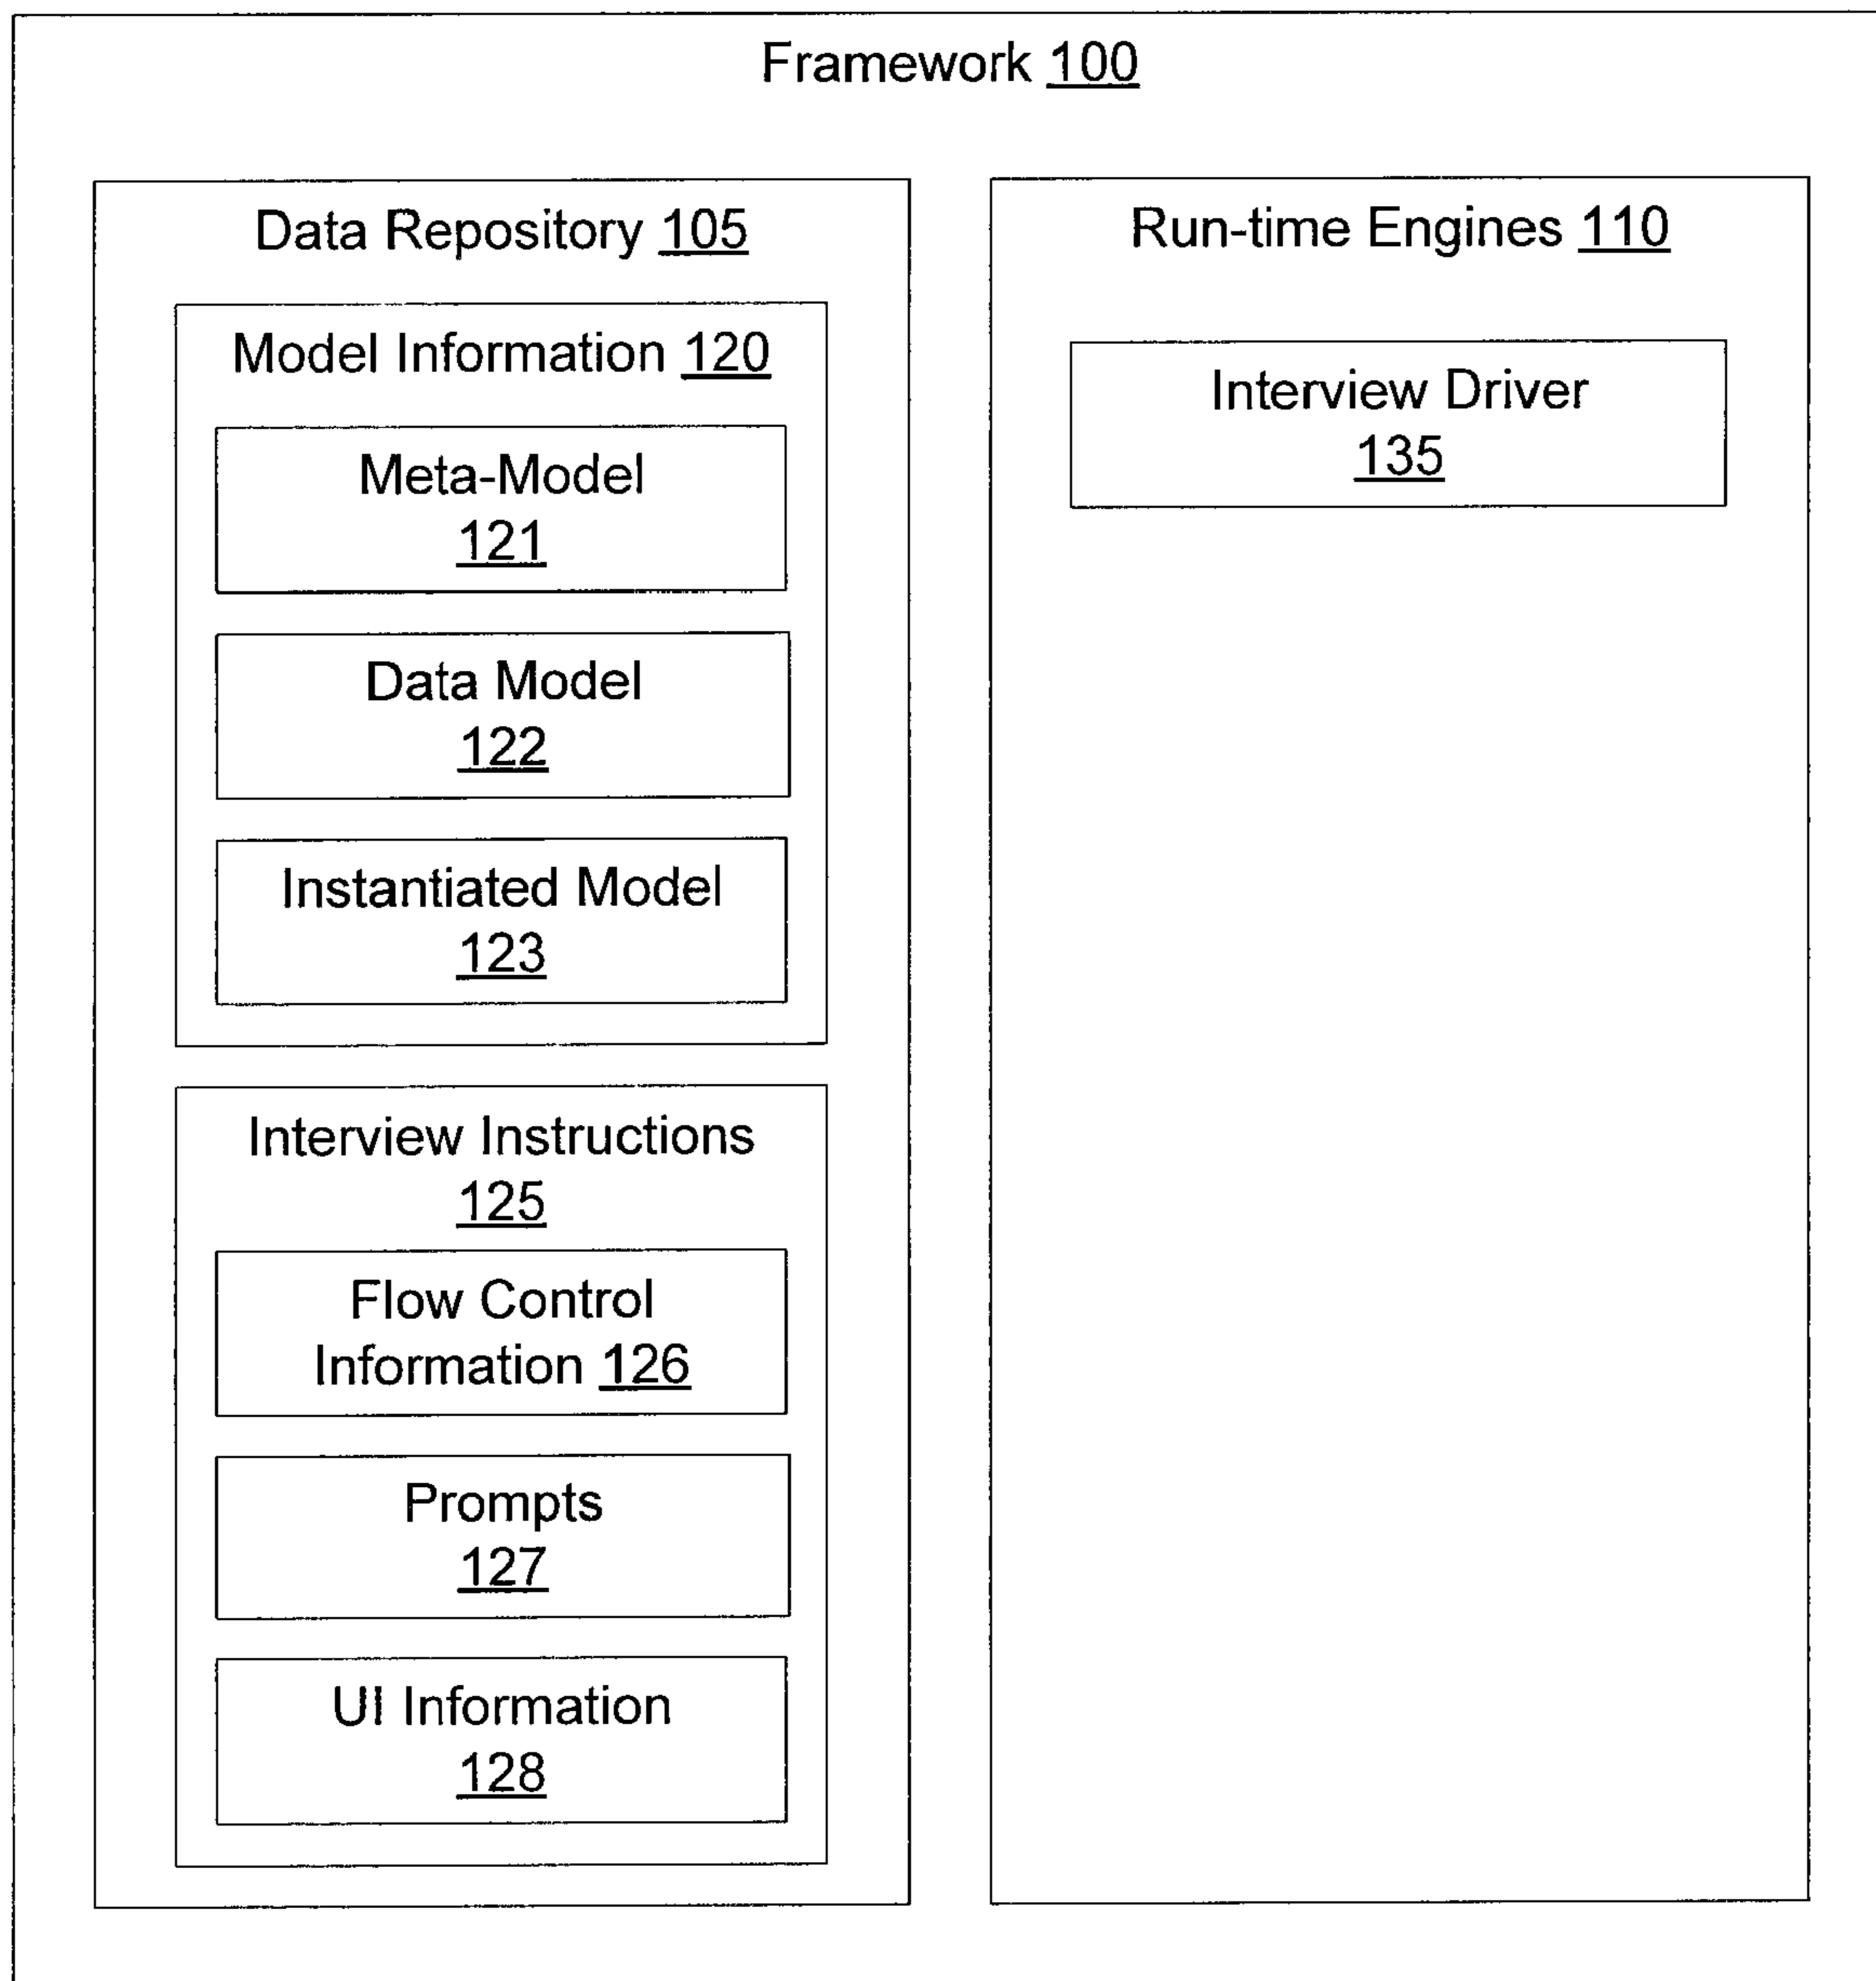 Framework 100
Data Repository 105
Model Information 120
Meta-Model
121
Data Model
122
Instantiated Model
123
Interview Instructions
125
Flow Control
Information 126
Prompts
127
UI Information
128
Run-time Engines 110
Interview Driver
135